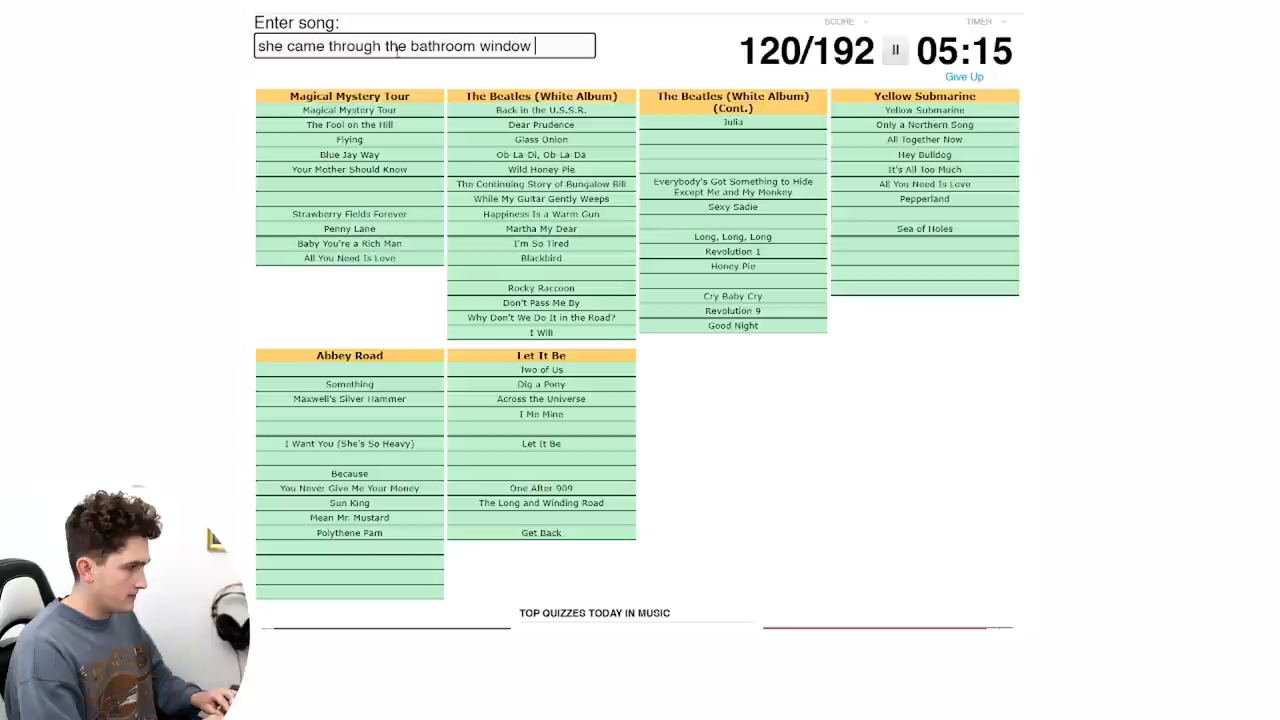 Enter song:
she came through the bathroom window
SCORE
TIMER
120/192
05:15
Give Up
Magical Mystery Tour
Magical Mystery Tour
The Fool on the Hill
Flying
Blue Jay Way
Your Mother Should Know
Strawberry Fields Forever
Penny Lane
Baby You're a Rich Man
All You Need Is Love
The Beatles (White Album)
Back in the U.S.S.R.
Dear Prudence
Glass Onion
Ob-La-Di, Ob-La-Da
Wild Honey Pie
The Continuing Story of Bungalow Bill
While My Guitar Gently Weeps
Happiness Is a Warm Gun
Martha My Dear
I'm So Tired
Blackbird
Rocky Raccoon
Don't Pass Me By
Why Don't We Do It in the Road?
I Will
The Beatles (White Album)
(Cont.)
Julia
Everybody's Got Something to Hide
Except Me and My Monkey
Sexy Sadie
Long, Long, Long
Revolution 1
Honey Pie
Cry Baby Cry
Revolution 9
Good Night
Yellow Submarine
Yellow Submarine
Only a Northern Song
All Together Now
Hey Bulldog
It's All Too Much
All You Need Is Love
Pepperland
Sea of Holes
Abbey Road
Something
Maxwell's Silver Hammer
I Want You (She's So Heavy)
Because
You Never Give Me Your Money
Sun King
Mean Mr. Mustard
Polythene Pam
Let It Be
Two of Us
Dig a Pony
Across the Universe
I Me Mine
Let It Be
One After 909
The Long and Winding Road
Get Back
TOP QUIZZES TODAY IN MUSIC